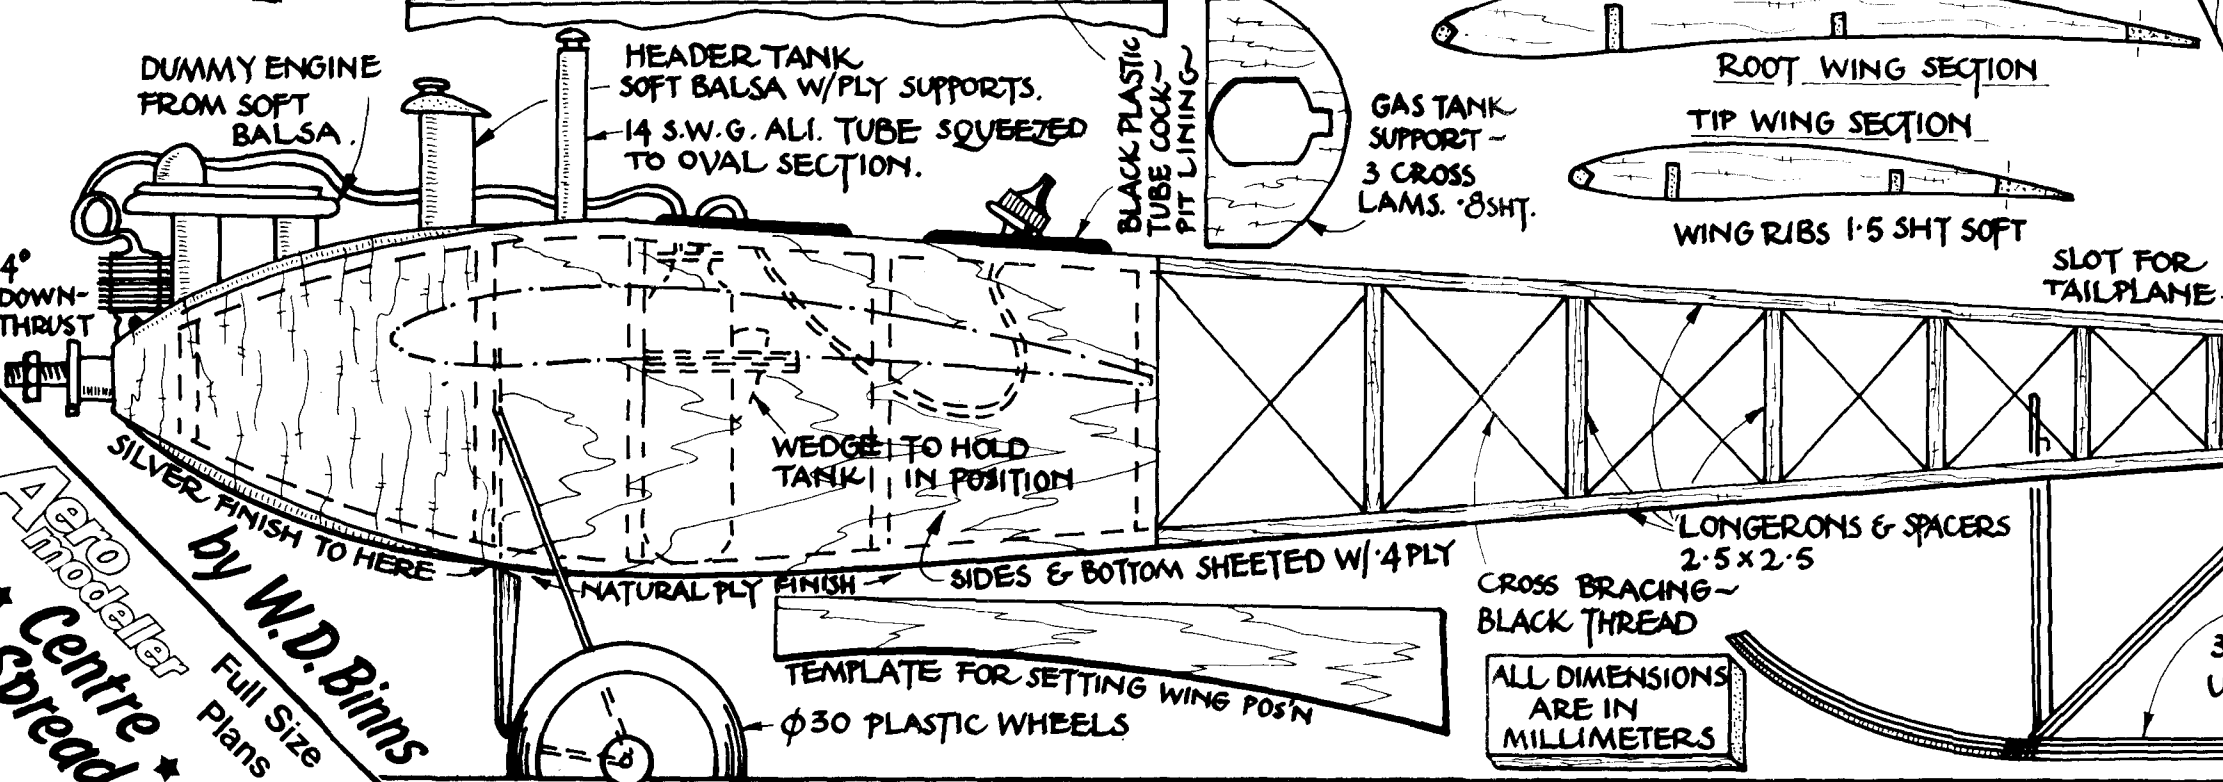 DUMMY ENGINE
FROM SOFT
BALSA.
HEADER TANK
SOFT BALSA W/PLY SUPPORTS.
14 S.W.G. ALI. TUBE SQUEEZED
TO OVAL SECTION.
BLACK PLASTIC
TUBE COCK~
PIT LINING~
GAS TANK
SUPPORT~
3 CROSS
LAMS. ·8SHT.
ROOT WING SECTION
TIP WING SECTION
WING RIBS 1·5 SHT SOFT
SLOT FOR
TAILPLANE
4°
DOWN-
THRUST
WEDGE TO HOLD
TANK IN POSITION
SILVER FINISH TO HERE
NATURAL PLY FINISH
SIDES & BOTTOM SHEETED W/·4 PLY
LONGERONS & SPACERS
2·5 X 2·5
CROSS BRACING~
BLACK THREAD
TEMPLATE FOR SETTING WING POS'N
φ30 PLASTIC WHEELS
ALL DIMENSIONS
ARE IN
MILLIMETERS
by W.D. Binns
Aero
modeller
Centre
Spread
Full Size
Plans